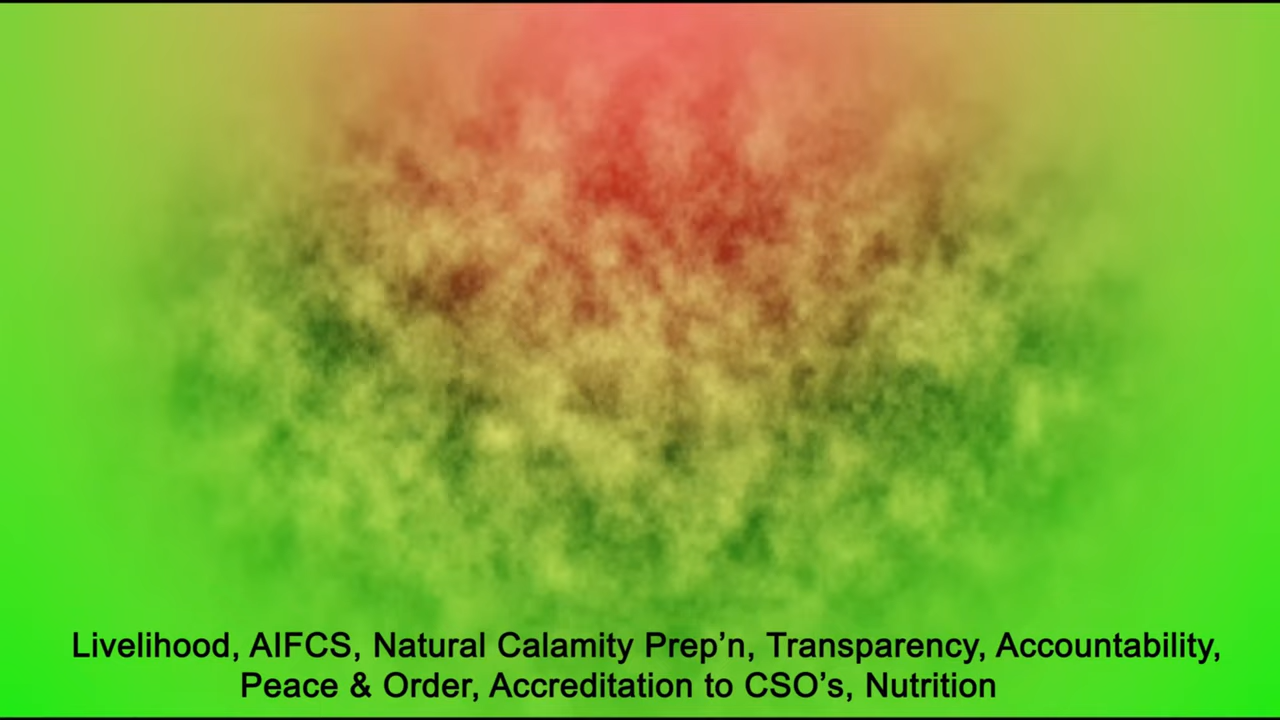 Livelihood, AIFCS, Natural Calamity Prep’n, Transparency, Accountability,
Peace & Order, Accreditation to CSO’s, Nutrition